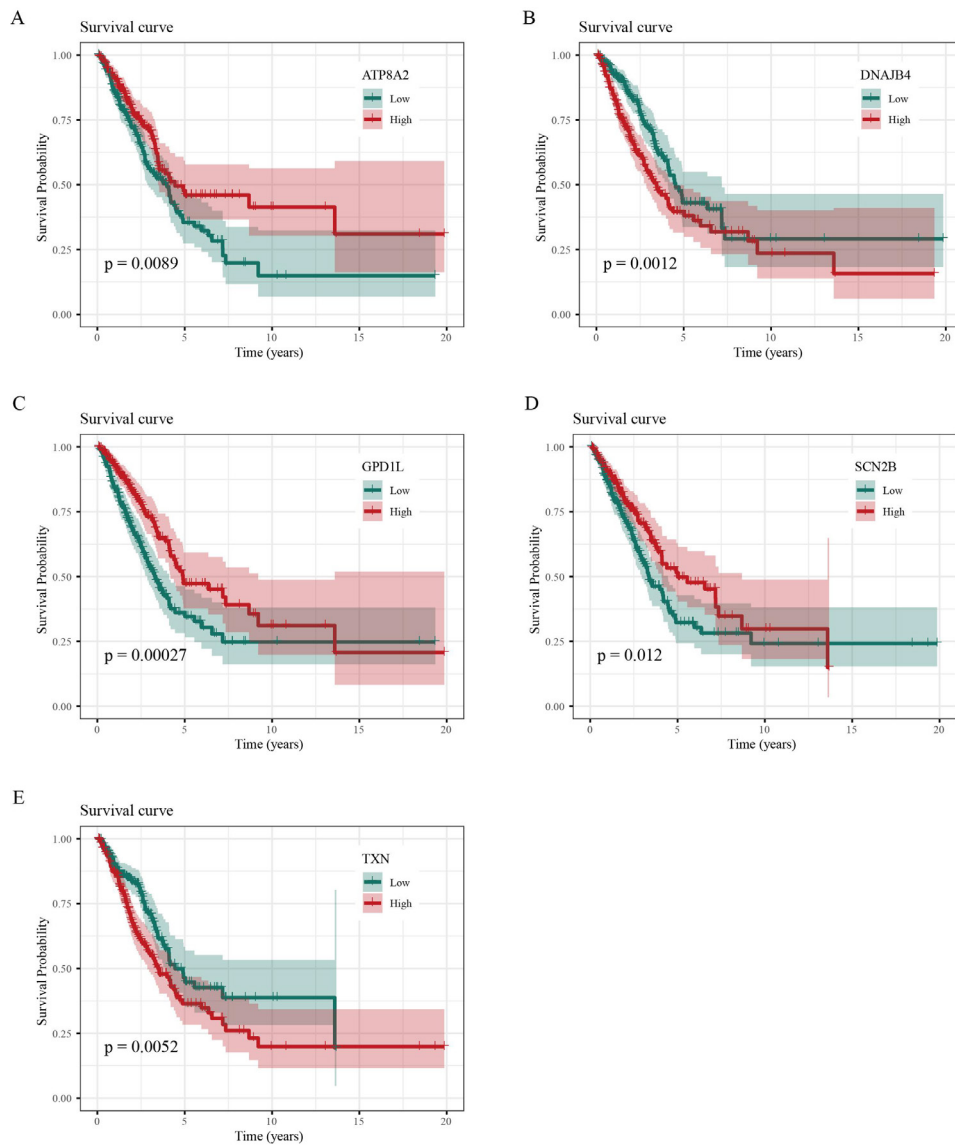 A
Survival curve
ATP8A2
Low
High
1.00
0.75
0.50
0.25
0.00
Survival Probability
p = 0.0089
0
5
10
15
20
Time (years)
B
Survival curve
DNAJB4
Low
High
1.00
0.75
0.50
0.25
0.00
Survival Probability
p = 0.0012
0
5
10
15
20
Time (years)
C
Survival curve
GPD1L
Low
High
1.00
0.75
0.50
0.25
0.00
Survival Probability
p = 0.00027
0
5
10
15
20
Time (years)
D
Survival curve
SCN2B
Low
High
1.00
0.75
0.50
0.25
0.00
Survival Probability
p = 0.012
0
5
10
15
20
Time (years)
E
Survival curve
TXN
Low
High
1.00
0.75
0.50
0.25
0.00
Survival Probability
p = 0.0052
0
5
10
15
20
Time (years)